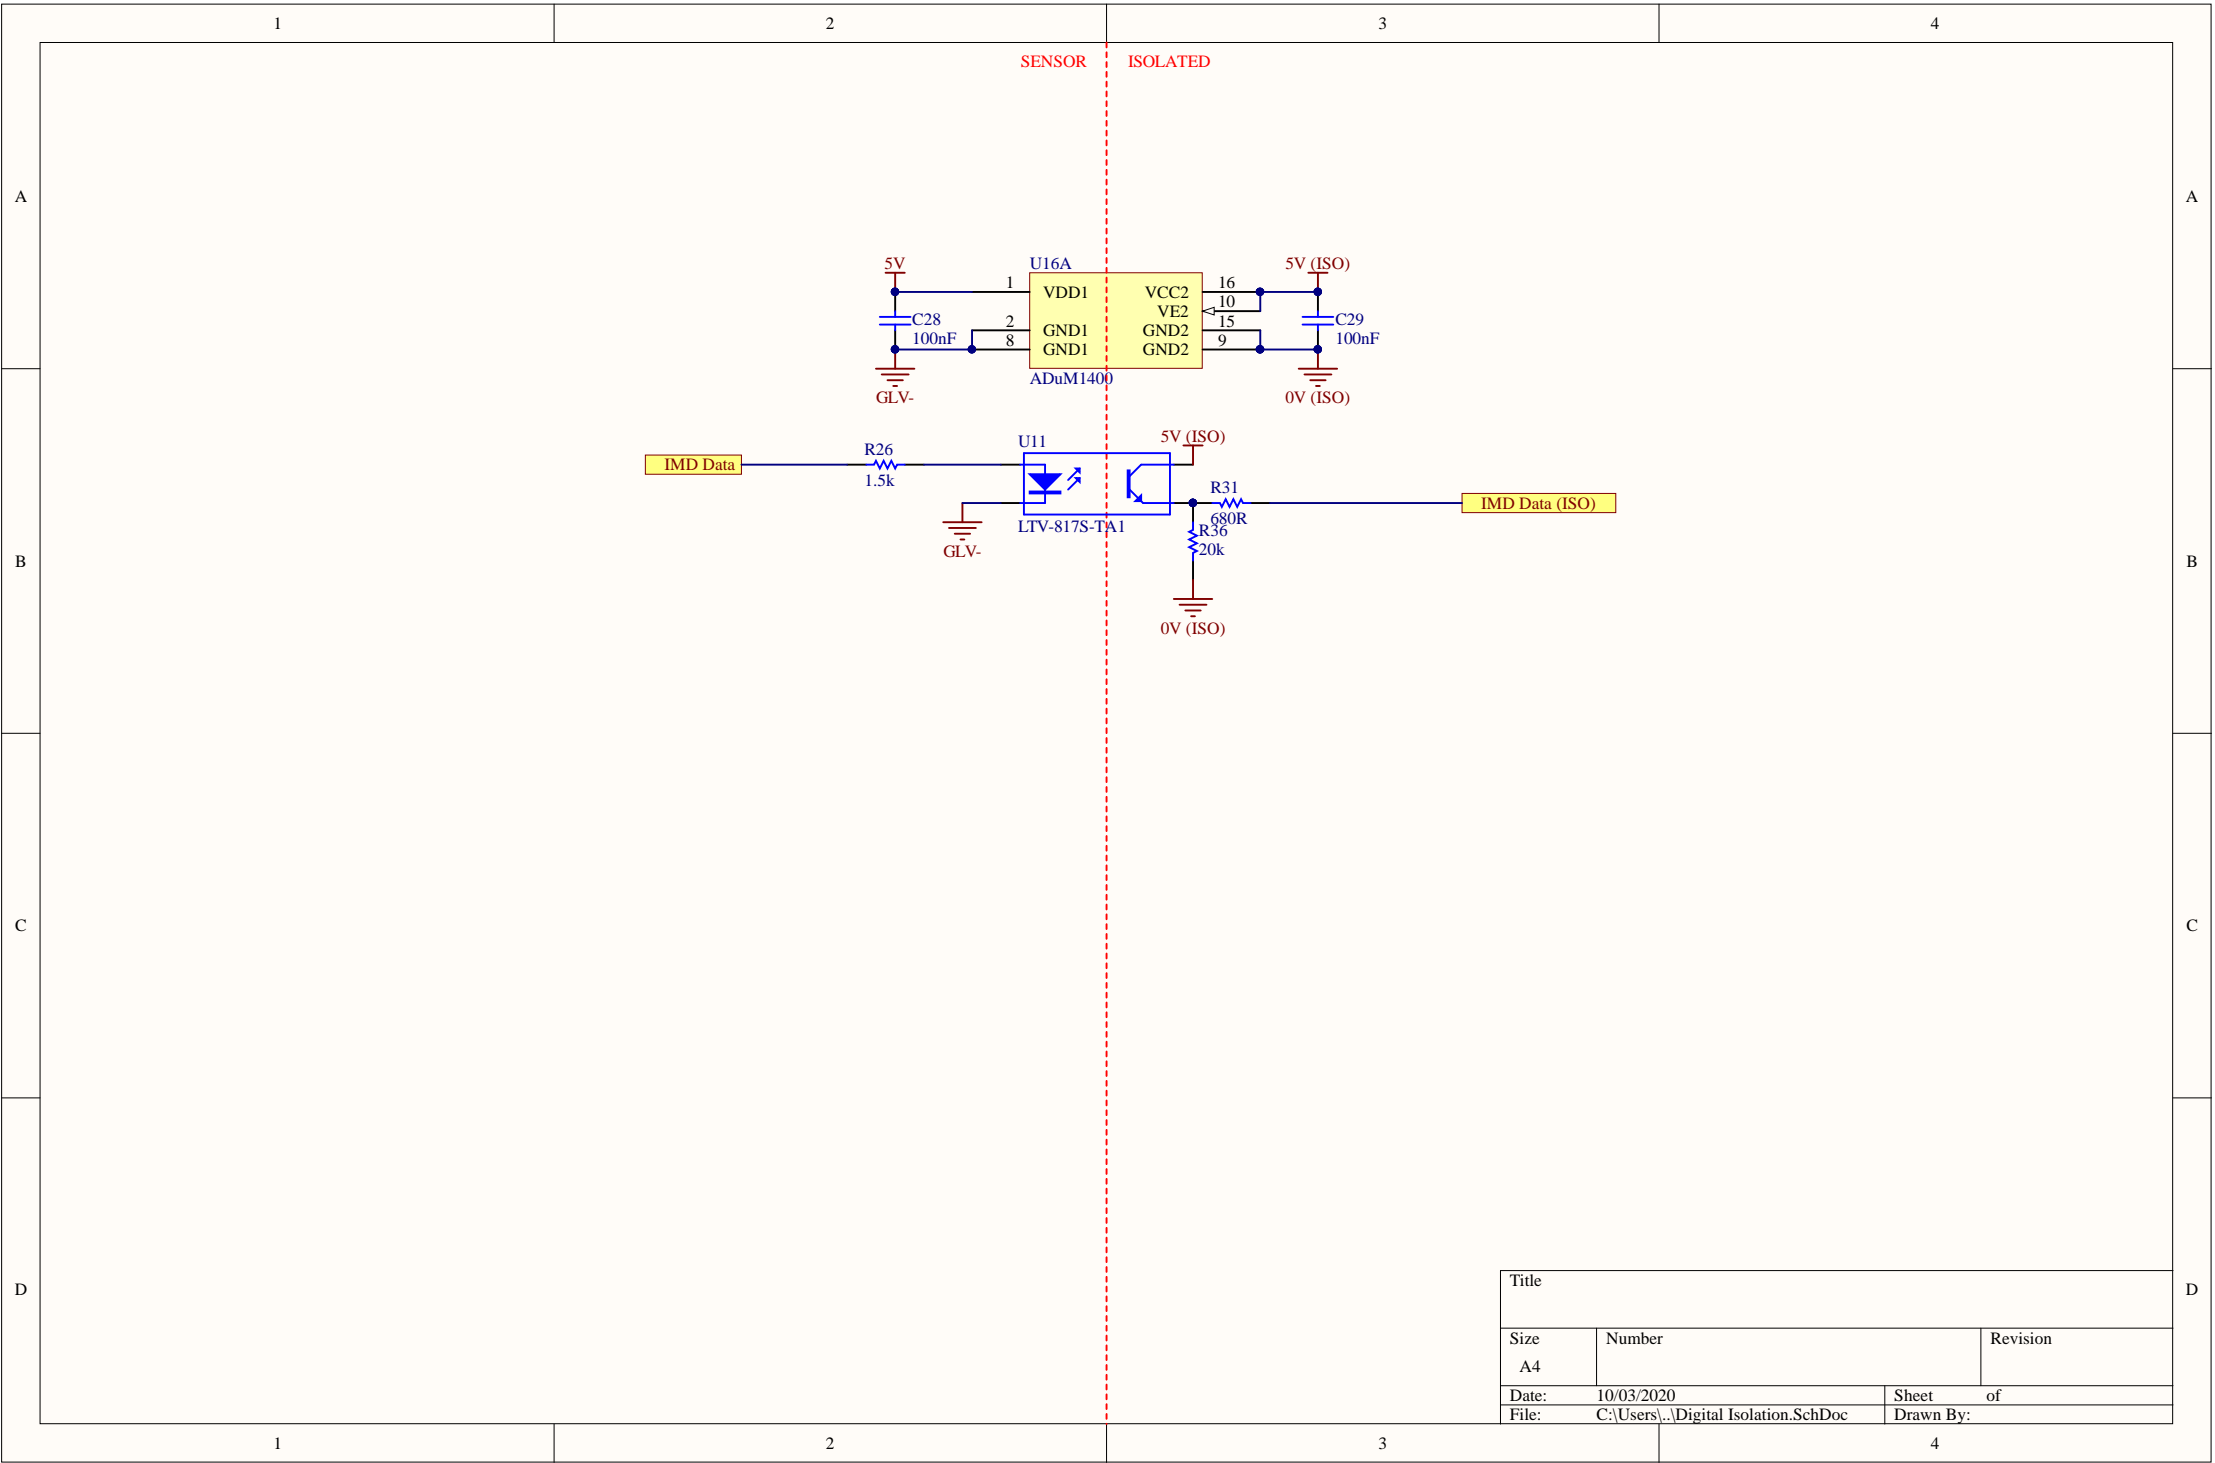 1 2 3 4
SENSOR ISOLATED
A A
5V U16A 5V (ISO)
1 VDD1 VCC2 16
VE2 10
C28 2 GND1 GND2 15 C29
100nF 8 GND1 GND2 9 100nF
ADuM1400
GLV- 0V (ISO)
U11 5V (ISO)
IMD Data R26
1.5k
R31 IMD Data (ISO)
680R
LTV-817S-TA1 R36
20k
GLV-
B B
0V (ISO)
C C
D D
Title
Size Number Revision
A4
Date: 10/03/2020 Sheet of
File: C:\Users\..\Digital Isolation.SchDoc Drawn By:
1 2 3 4